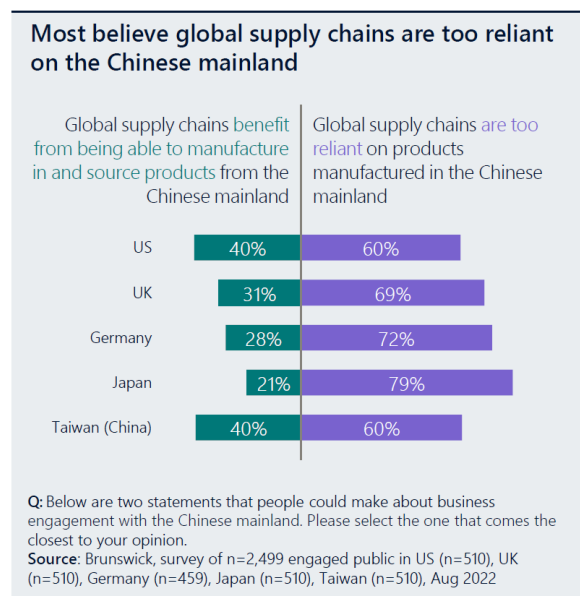 Most believe global supply chains are too reliant
on the Chinese mainland
Global supply chains benefit
from being able to manufacture
in and source products from the
Chinese mainland
Global supply chains are too
reliant on products
manufactured in the Chinese
mainland
US 40% 60%
UK 31% 69%
Germany 28% 72%
Japan 21% 79%
Taiwan (China) 40% 60%
Q: Below are two statements that people could make about business
engagement with the Chinese mainland. Please select the one that comes the
closest to your opinion.
Source: Brunswick, survey of n=2,499 engaged public in US (n=510), UK
(n=510), Germany (n=459), Japan (n=510), Taiwan (n=510), Aug 2022